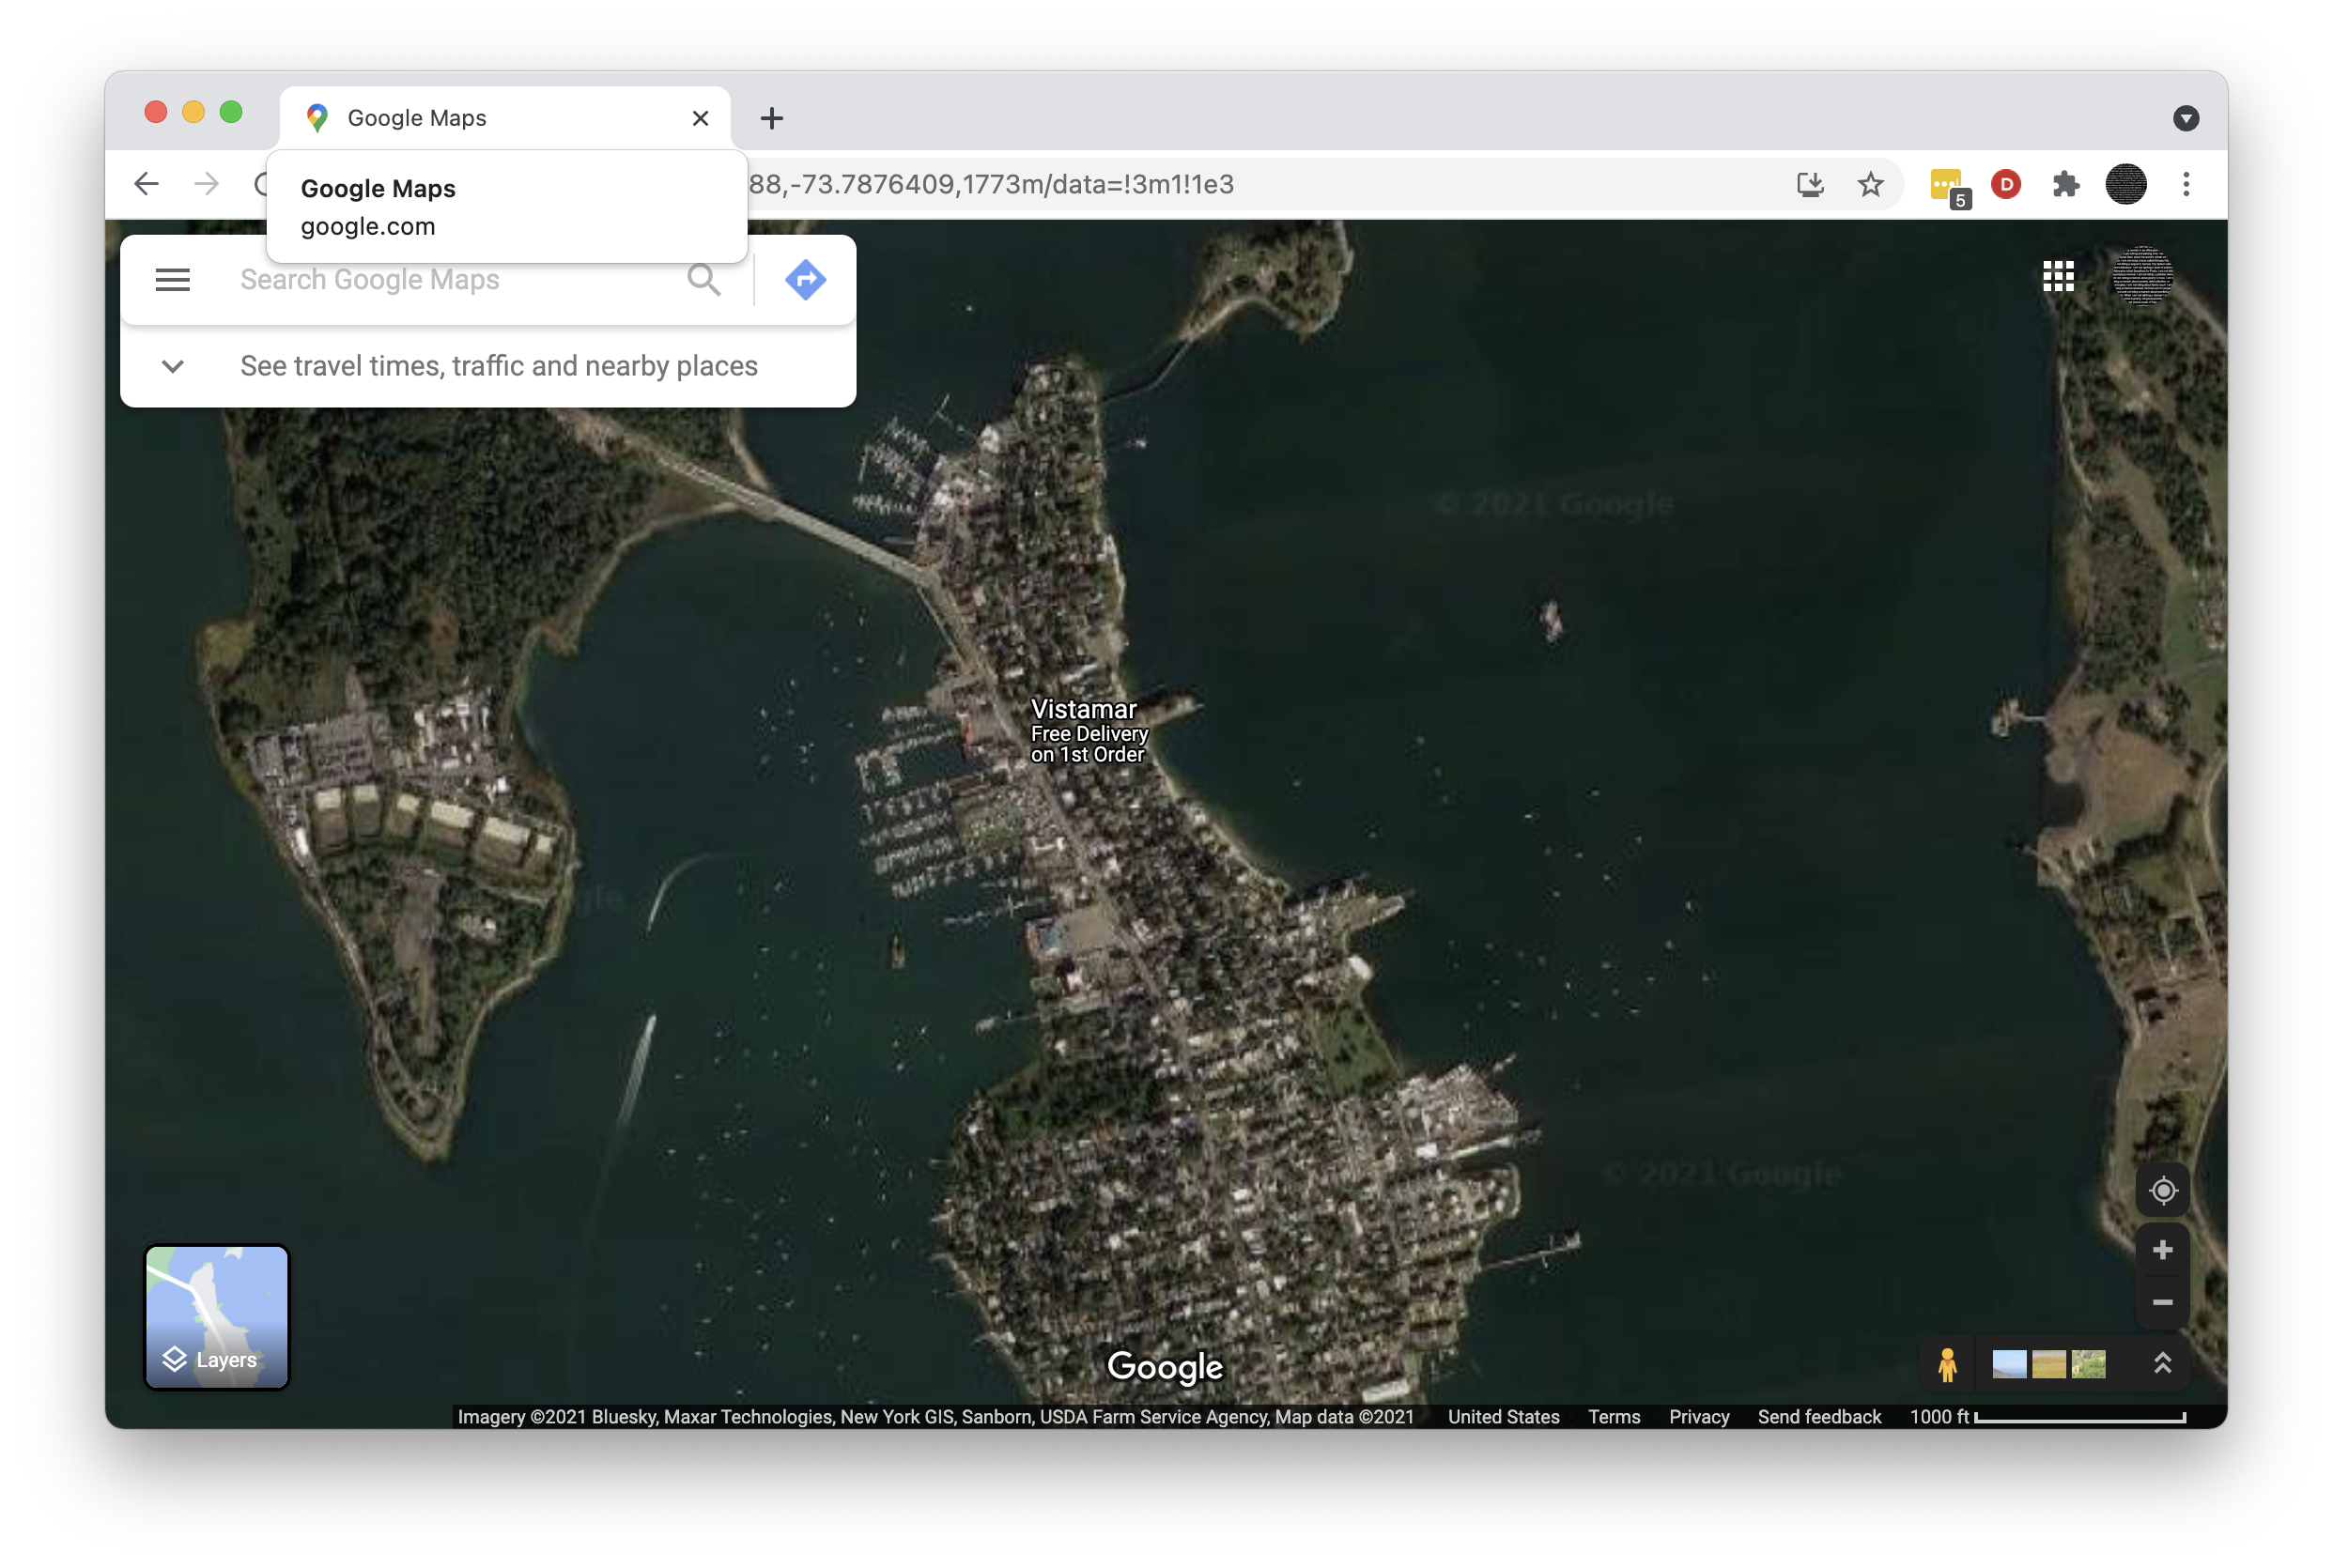 Google Maps
Google Maps
google.com
88,-73.7876409,1773m/data=!3m1!1e3
5
D
Search Google Maps
See travel times, traffic and nearby places
© 2021 Google
Vistamar
Free Delivery
on 1st Order
© 2021 Google
Layers
Google
Imagery ©2021 Bluesky, Maxar Technologies, New York GIS, Sanborn, USDA Farm Service Agency, Map data ©2021 United States Terms Privacy Send feedback 1000 ft